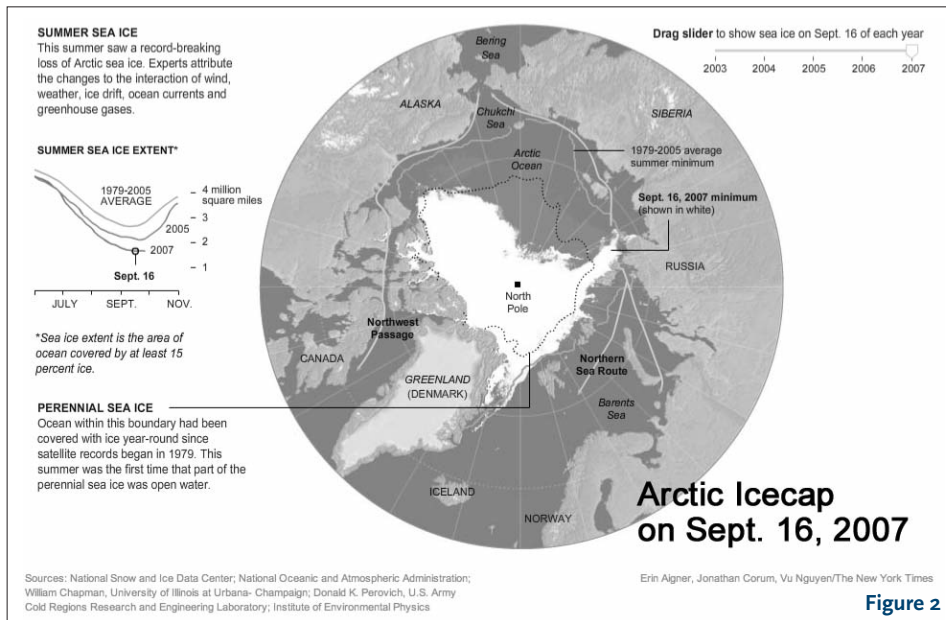 SUMMER SEA ICE
This summer saw a record-breaking
loss of Arctic sea ice. Experts attribute
the changes to the interaction of wind,
weather, ice drift, ocean currents and
greenhouse gases.
SUMMER SEA ICE EXTENT*
1979-2005
AVERAGE
4 million
square miles
3
2005
2
2007
1
Sept. 16
JULY
SEPT.
NOV.
*Sea ice extent is the area of
ocean covered by at least 15
percent ice.
PERENNIAL SEA ICE
Ocean within this boundary had been
covered with ice year-round since
satellite records began in 1979. This
summer was the first time that part of the
perennial sea ice was open water.
Drag slider to show sea ice on Sept. 16 of each year
2003
2004
2005
2006
2007
Bering
Sea
ALASKA
Chukchi
Sea
SIBERIA
Arctic
Ocean
1979-2005 average
summer minimum
Sept. 16, 2007 minimum
(shown in white)
RUSSIA
North
Pole
Northwest
Passage
CANADA
GREENLAND
(DENMARK)
Northern
Sea Route
Barents
Sea
ICELAND
NORWAY
Arctic Icecap
on Sept. 16, 2007
Sources: National Snow and Ice Data Center; National Oceanic and Atmospheric Administration;
William Chapman, University of Illinois at Urbana- Champaign; Donald K. Perovich, U.S. Army
Cold Regions Research and Engineering Laboratory; Institute of Environmental Physics
Erin Aigner, Jonathan Corum, Vu Nguyen/The New York Times
Figure 2